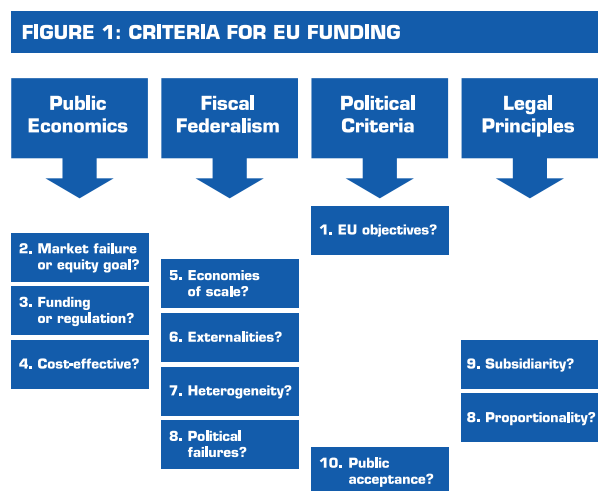 FIGURE 1: CRITERIA FOR EU FUNDING
Public
Economics
Fiscal
Federalism
Political
Criteria
Legal
Principles
1. EU objectives?
2. Market failure
or equity goal?
3. Funding
or regulation?
4. Cost-effective?
5. Economies
of scale?
6. Externalities?
7. Heterogeneity?
8. Political
failures?
9. Subsidiarity?
8. Proportionality?
10. Public
acceptance?